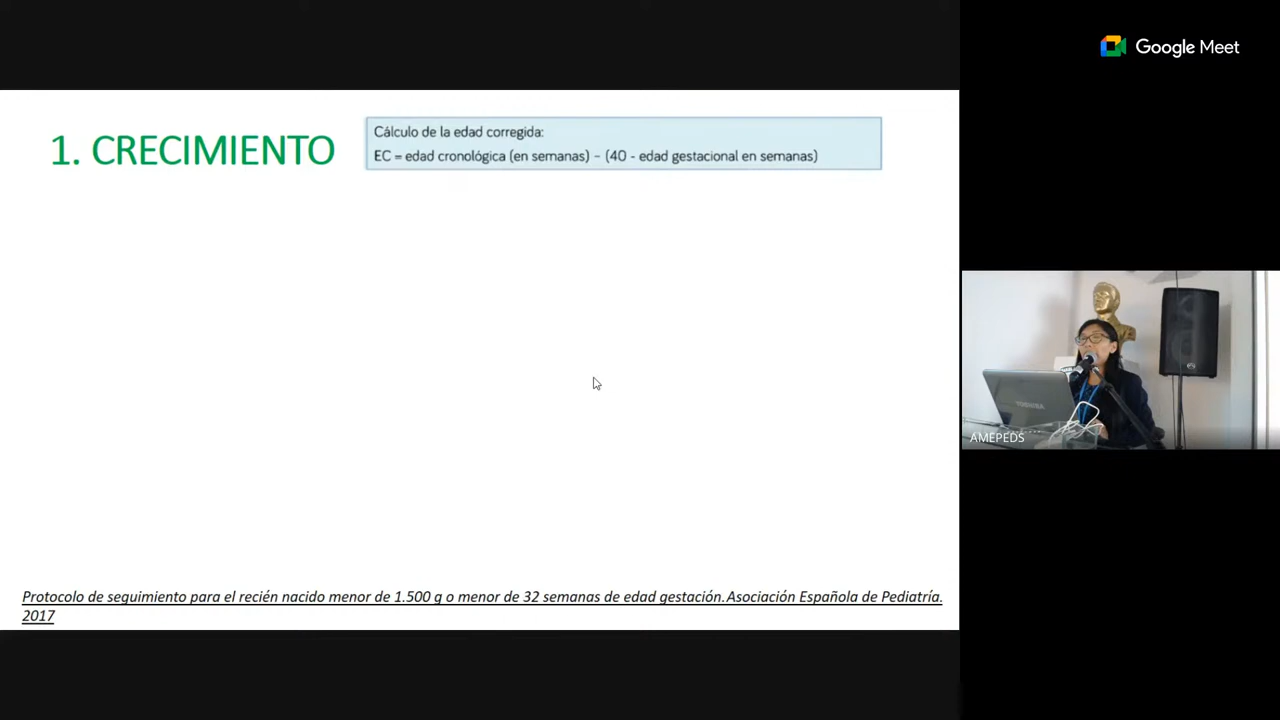 Google Meet
1. CRECIMIENTO
Cálculo de la edad corregida:
EC = edad cronológica (en semanas) - (40 - edad gestacional en semanas)
TOSHIBA
AMEPEDS
Protocolo de seguimiento para el recién nacido menor de 1.500 g o menor de 32 semanas de edad gestación. Asociación Española de Pediatría.
2017